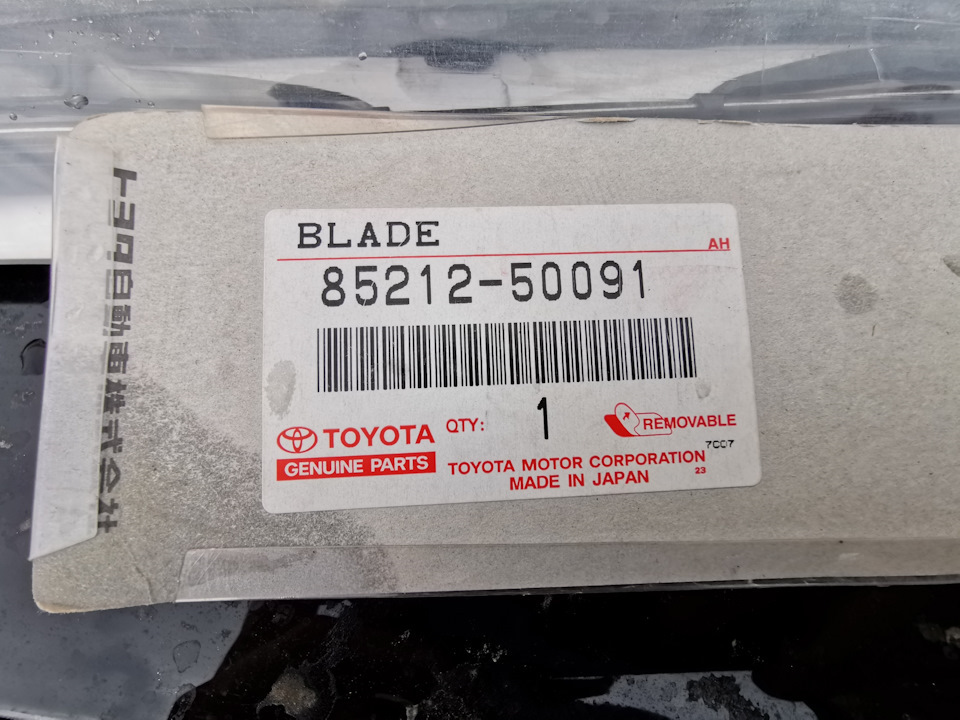 BLADE
AH
85212-50091
TOYOTA
GENUINE PARTS
QTY: 1
REMOVABLE
7C07
TOYOTA MOTOR CORPORATION
23
MADE IN JAPAN
トヨタ自動車株式会社